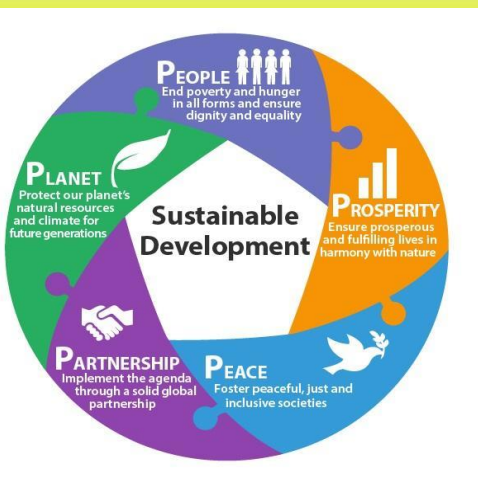 PEOPLE
End poverty and hunger
in all forms and ensure
dignity and equality
PROSPERITY
Ensure prosperous
and fulfilling lives in
harmony with nature
PEACE
Foster peaceful, just and
inclusive societies
PARTNERSHIP
Implement the agenda
through a solid global
partnership
PLANET
Protect our planet's
natural resources
and climate for
future generations
Sustainable
Development